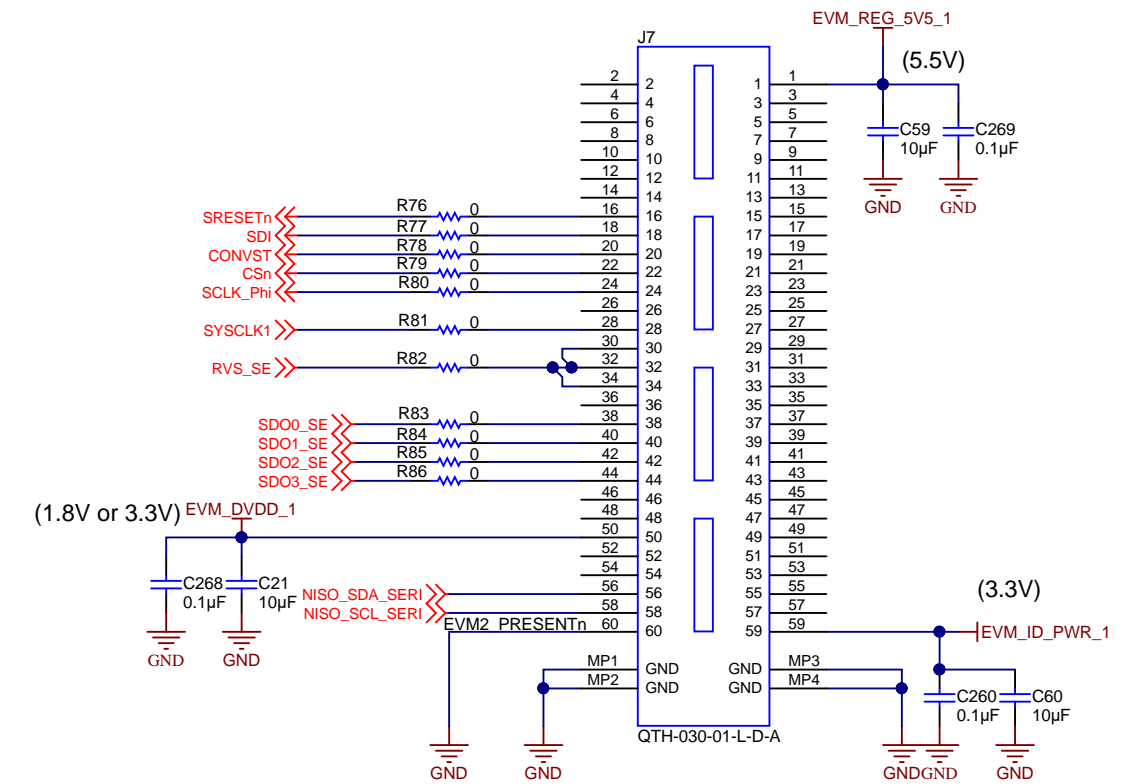 EVM_REG_5V5_1
(5.5V)
J7
2 2 1 1
4 4 3 3
6 6 5 5
8 8 7 7
10 10 9 9
12 12 11 11
14 14 13 13
C59 10µF
C269 0.1µF
GND GND
SRESETn R76 0 16 16 15 15
SDI R77 0 18 18 17 17
CONVST R78 0 20 20 19 19
CSn R79 0 22 22 21 21
SCLK_Phi R80 0 24 24 23 23
26 26 25 25
SYSCLK1 R81 0 28 28 27 27
30 30 29 29
RVS_SE R82 0 32 32 31 31
34 34 33 33
36 36 35 35
SDO0_SE R83 0 38 38 37 37
SDO1_SE R84 0 40 40 39 39
SDO2_SE R85 0 42 42 41 41
SDO3_SE R86 0 44 44 43 43
46 46 45 45
48 48 47 47
(1.8V or 3.3V) EVM_DVDD_1
50 50 49 49
52 52 51 51
54 54 53 53
C268 0.1µF
C21 10µF
GND GND
NISO_SDA_SERI 56 56 55 55
NISO_SCL_SERI 58 58 57 57
(3.3V)
EVM2_PRESENTn 60 60 59 59 EVM_ID_PWR_1
MP1 GND GND MP3
MP2 GND GND MP4
C260 0.1µF
C60 10µF
QTH-030-01-L-D-A
GND GND GND GND GND